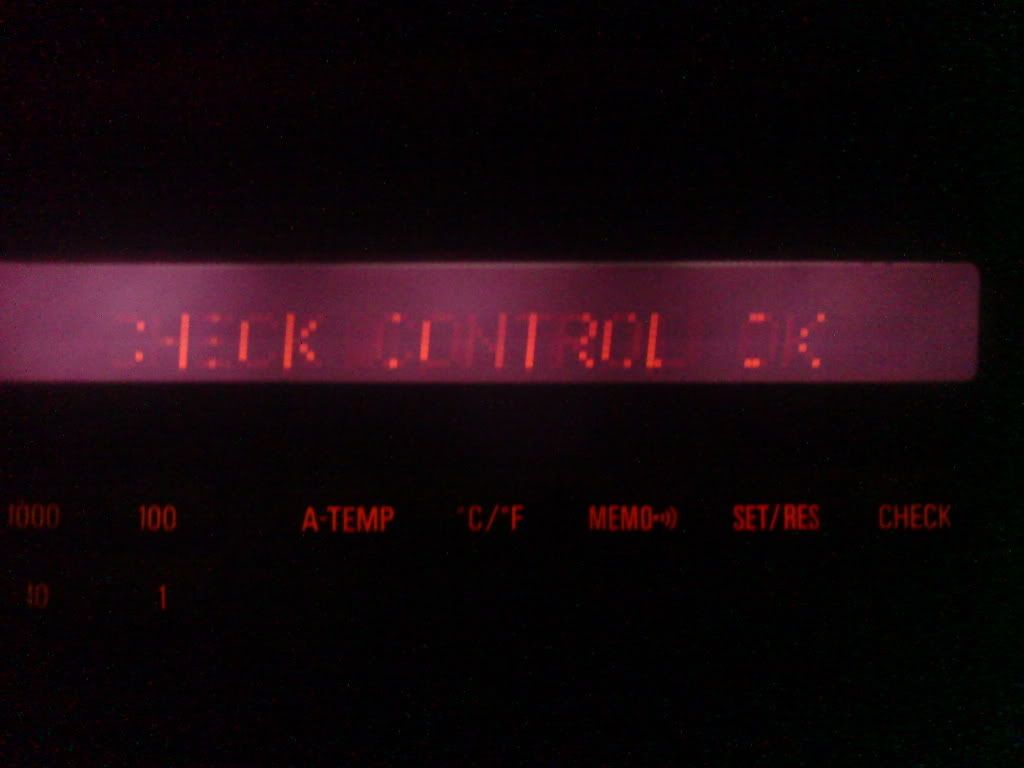 CHECK CONTROL OK
1000 100 A-TEMP °C/°F MEMO SET/RES CHECK
10 1